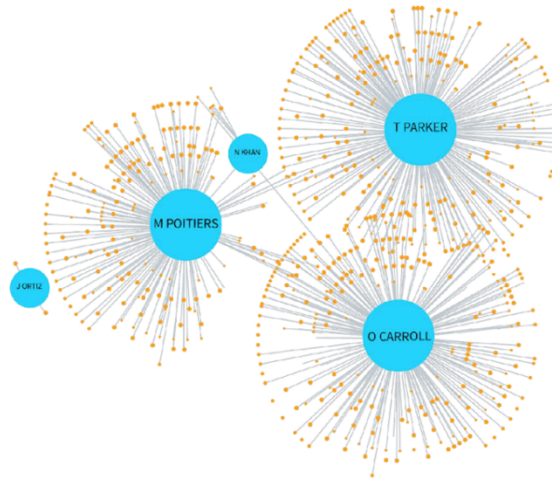 T PARKER
N KHAN
M POITIERS
J ORTIZ
O CARROLL